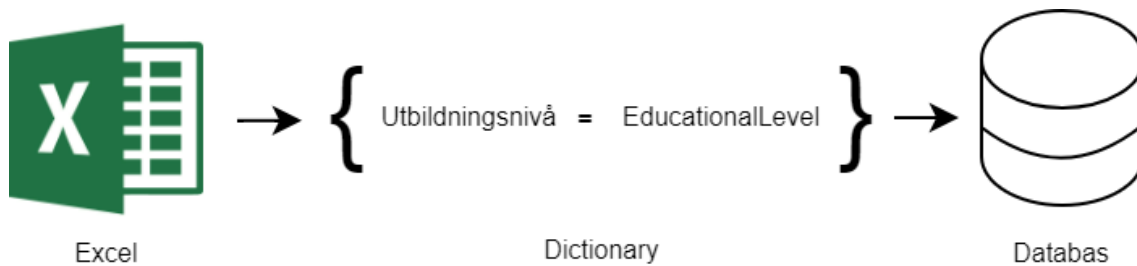 X
{ Utbildningsnivå = EducationalLevel }
Excel
Dictionary
Databas